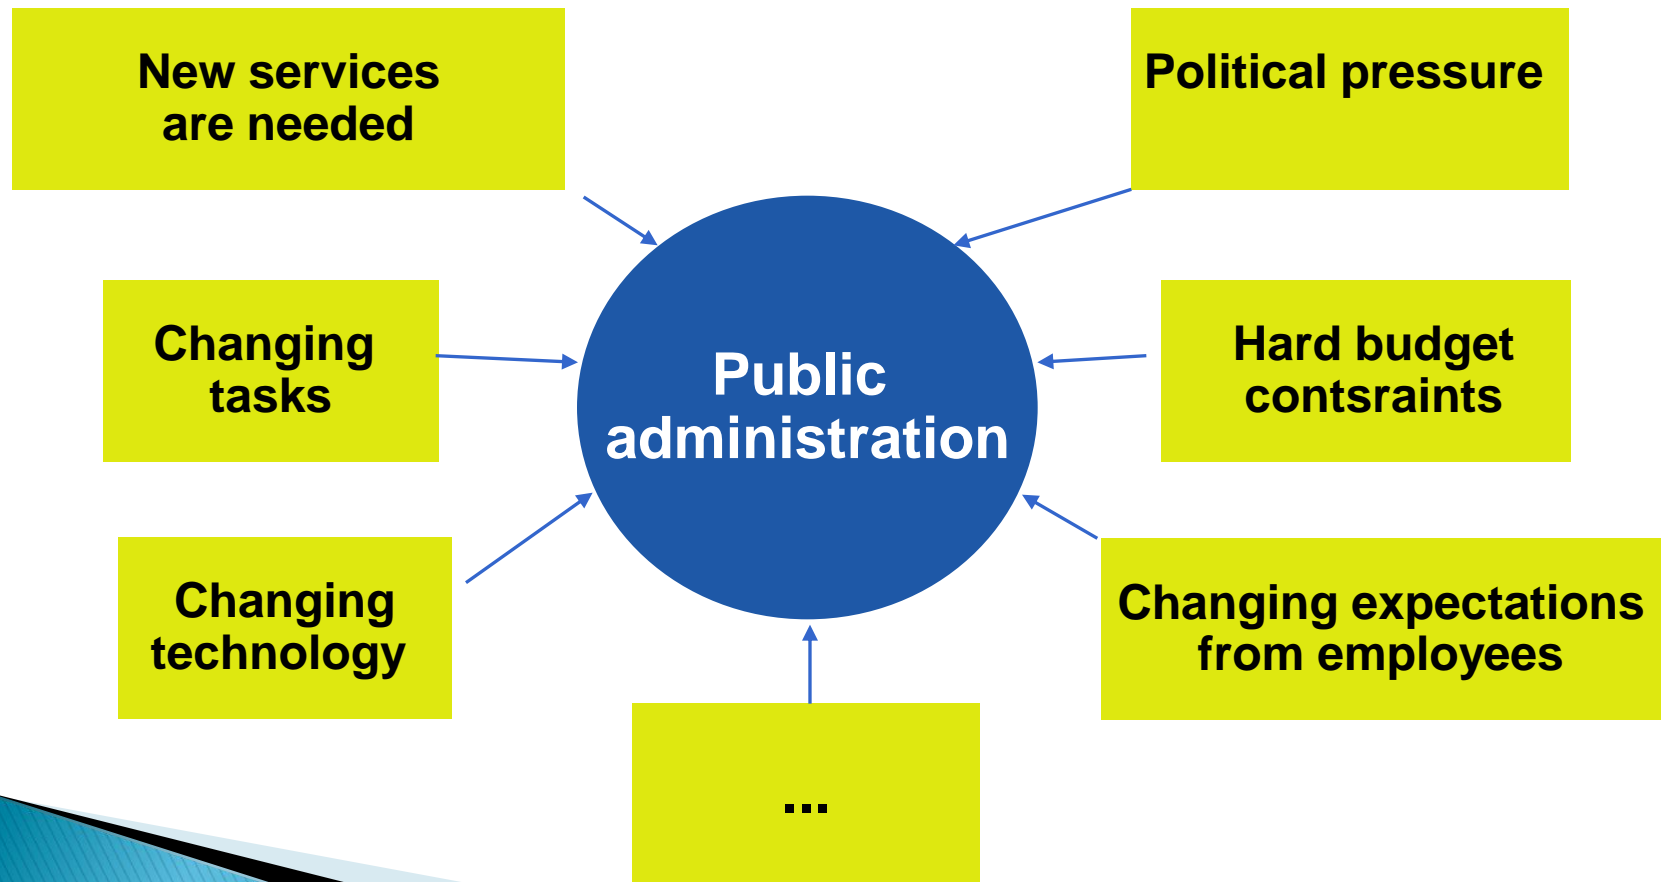 New services
are needed
Political pressure
Changing
tasks
Public
administration
Hard budget
contsraints
Changing
technology
Changing expectations
from employees
...